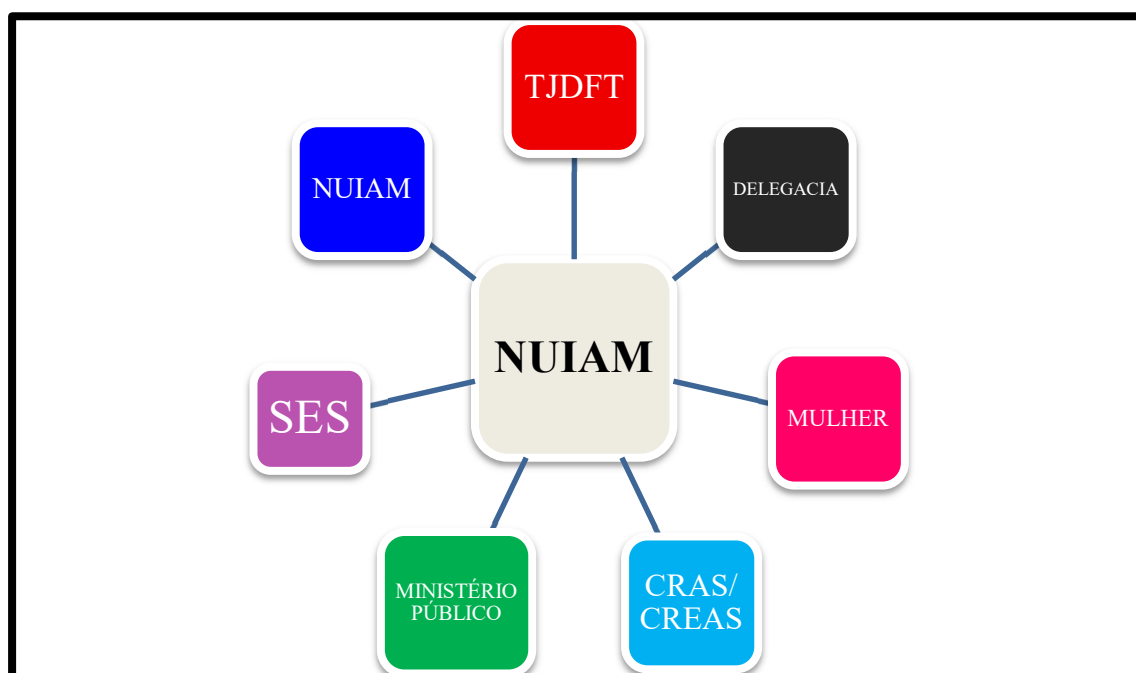 TJDFT
NUIAM
DELEGACIA
NUIAM
SES
MULHER
MINISTÉRIO
PÚBLICO
CRAS/
CREAS